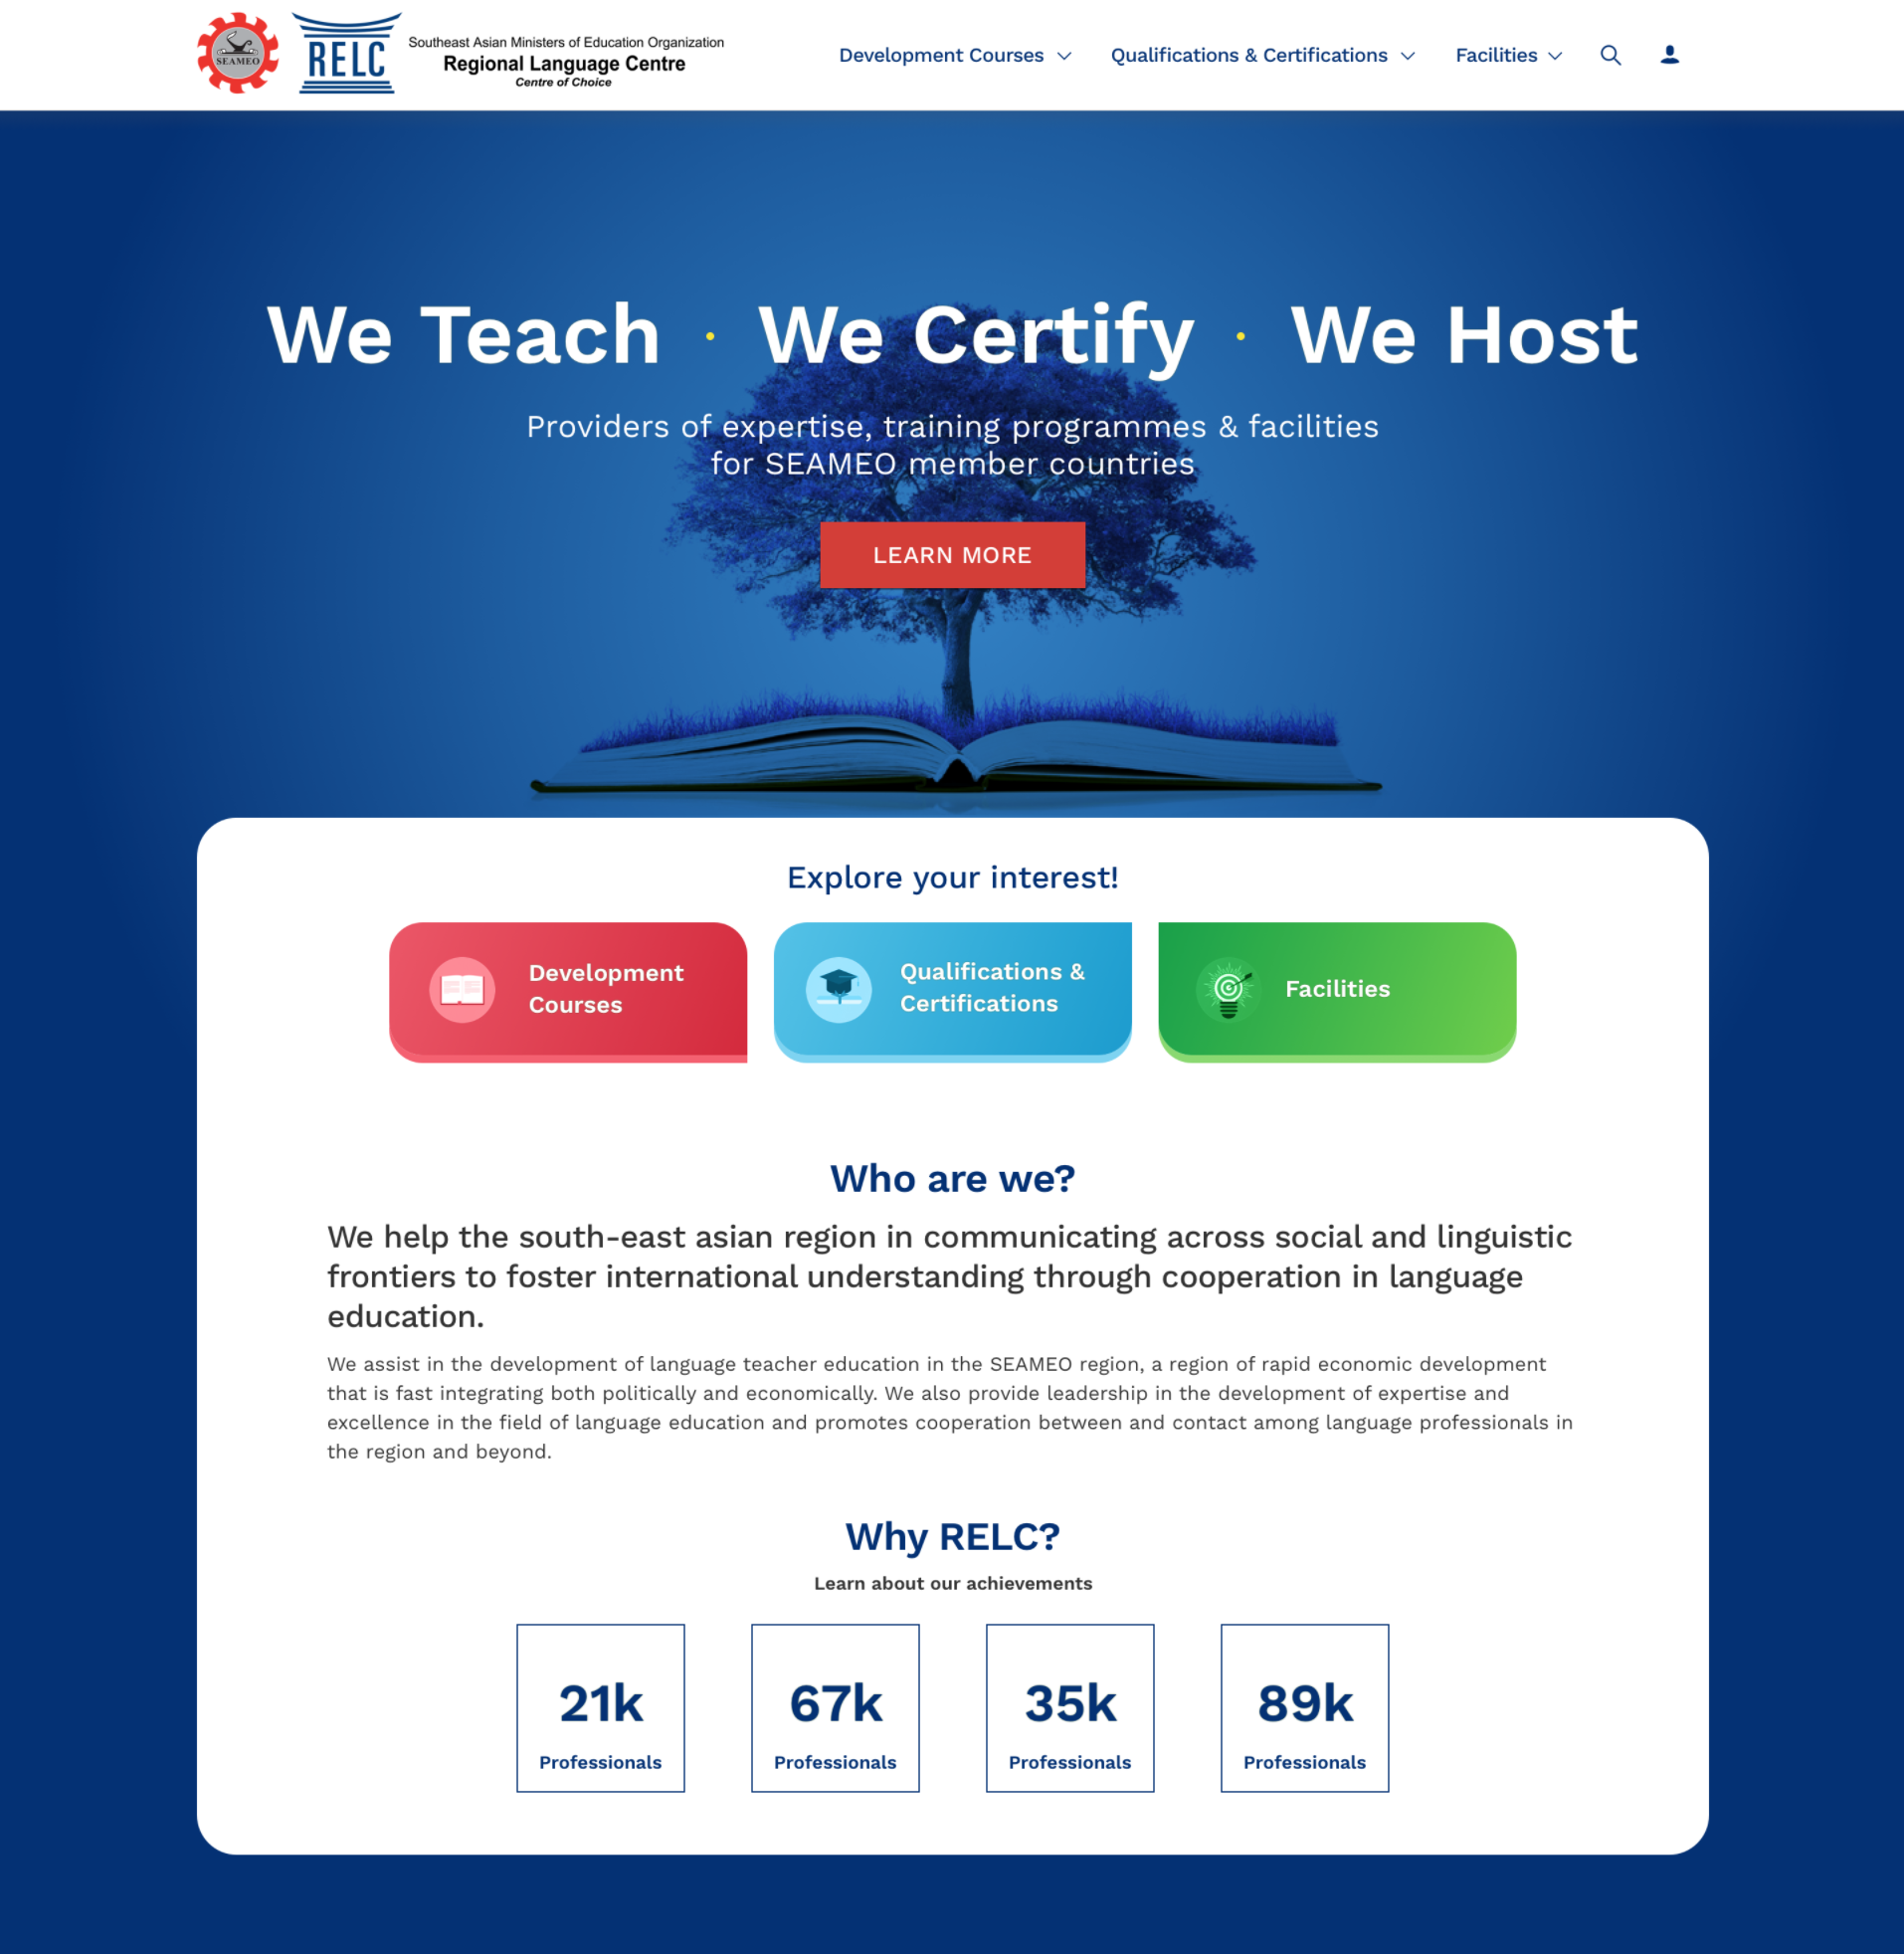 SEAMEO
RELC
Southeast Asian Ministers of Education Organization
Regional Language Centre
Centre of Choice
Development Courses
Qualifications & Certifications
Facilities
We Teach · We Certify · We Host
Providers of expertise, training programmes & facilities
for SEAMEO member countries
LEARN MORE
Explore your interest!
Development
Courses
Qualifications &
Certifications
Facilities
Who are we?
We help the south-east asian region in communicating across social and linguistic
frontiers to foster international understanding through cooperation in language
education.
We assist in the development of language teacher education in the SEAMEO region, a region of rapid economic development
that is fast integrating both politically and economically. We also provide leadership in the development of expertise and
excellence in the field of language education and promotes cooperation between and contact among language professionals in
the region and beyond.
Why RELC?
Learn about our achievements
21k
Professionals
67k
Professionals
35k
Professionals
89k
Professionals